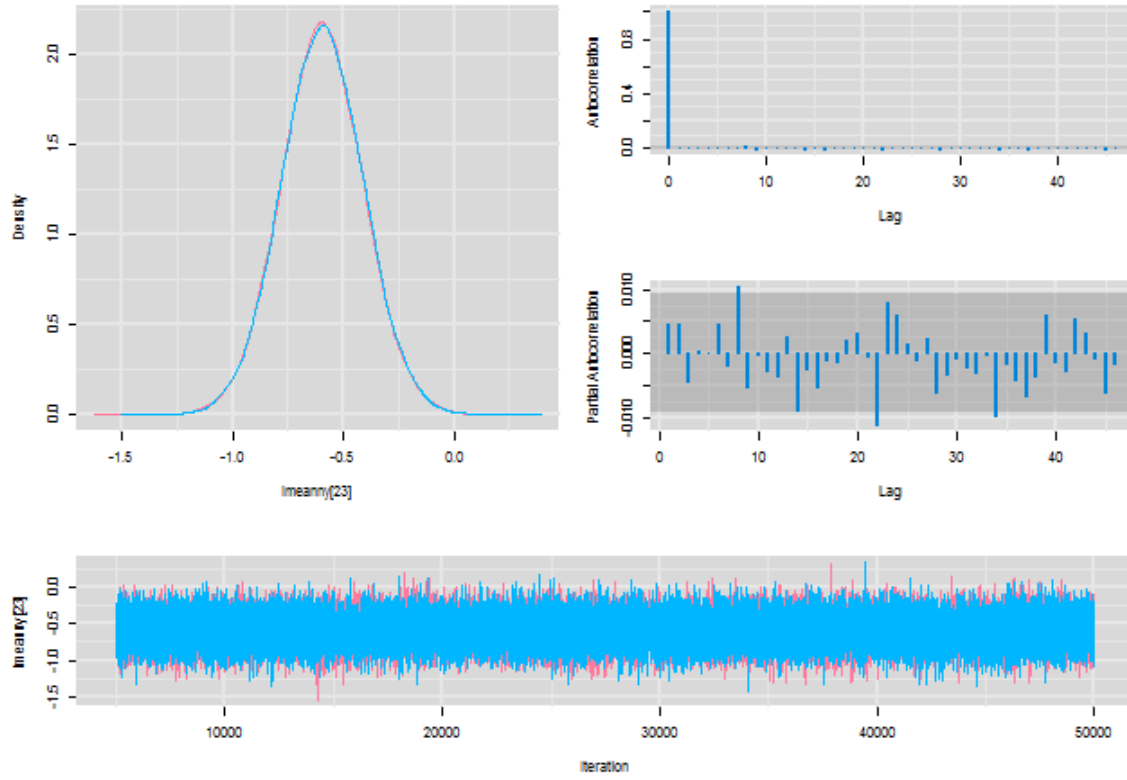 Density
0.0
0.5
1.0
1.5
2.0
−1.5 −1.0 −0.5 0.0
lmeanny[23]
Autocorrelation
0.0
0.4
0.8
0 10 20 30 40
Lag
Partial Autocorrelation
−0.010
0.000
0.010
0 10 20 30 40
Lag
lmeanny[23]
−1.5
−1.0
−0.5
0.0
10000 20000 30000 40000 50000
Iteration